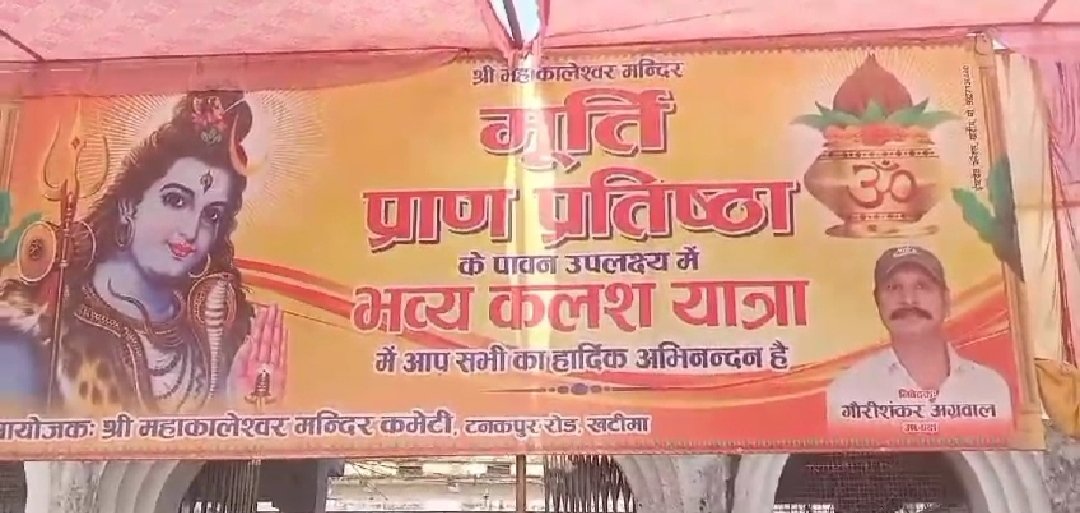 श्री महाकालेश्वर मन्दिर
मूर्ति
प्राण प्रतिष्ठा
के पावन उपलक्ष्य में
भव्य कलश यात्रा
में आप सभी का हार्दिक अभिनन्दन है
ॐ
निवेदकः
गौरीशंकर अग्रवाल
आयोजकः श्री महाकालेश्वर मन्दिर कमेटी, टनकपुर रोड, खटीमा